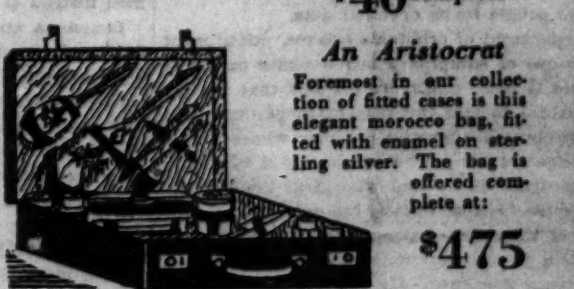 $40
An Aristocrat
Foremost in our collec-
tion of fitted cases is this
elegant morocco bag, fit-
ted with enamel on ster-
ling silver. The bag is
offered com-
plete at:
$475